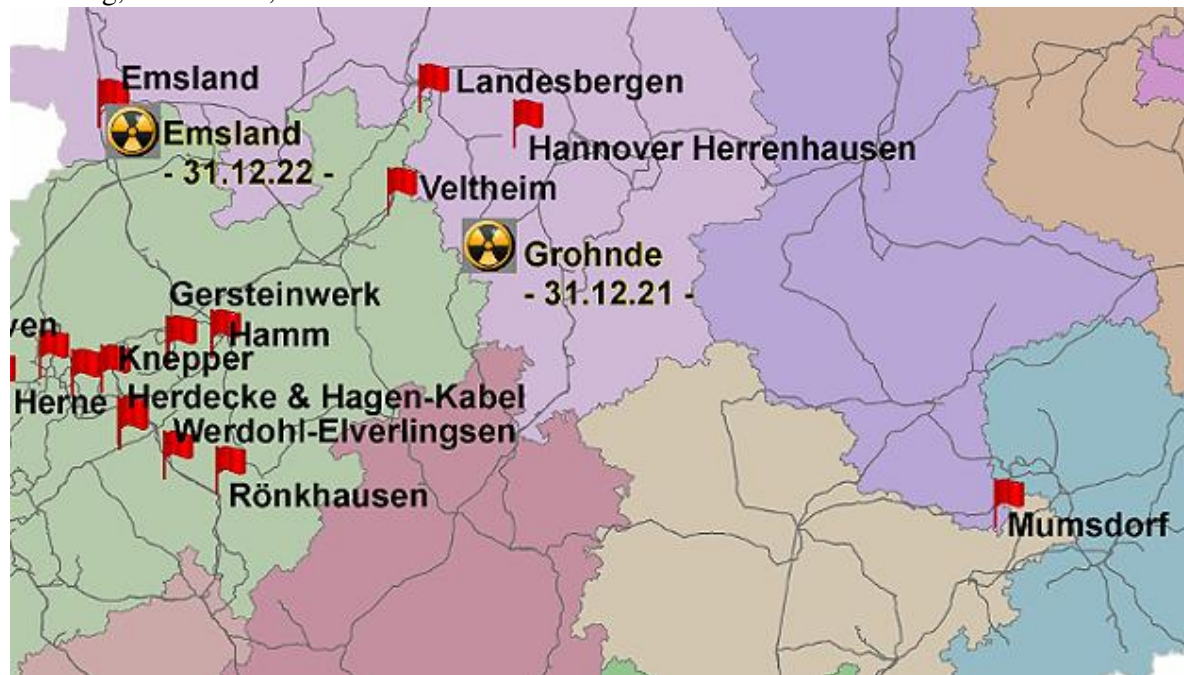 Emsland
Landesbergen
Emsland
- 31.12.22 -
Hannover Herrenhausen
Veltheim
Grohnde
- 31.12.21 -
Gersteinwerk
Hamm
Knepper
Herne
Herdecke & Hagen-Kabel
Werdohl-Elverlingsen
Rönkhausen
Mumsdorf